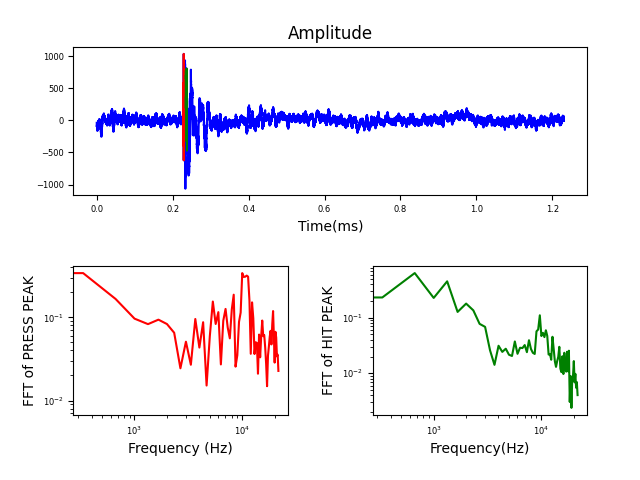 Amplitude
1000
500
0
−500
−1000
0.0 0.2 0.4 0.6 0.8 1.0 1.2
Time(ms)
FFT of PRESS PEAK
10⁻¹
10⁻²
10³ 10⁴
Frequency (Hz)
FFT of HIT PEAK
10⁻¹
10⁻²
10³ 10⁴
Frequency(Hz)